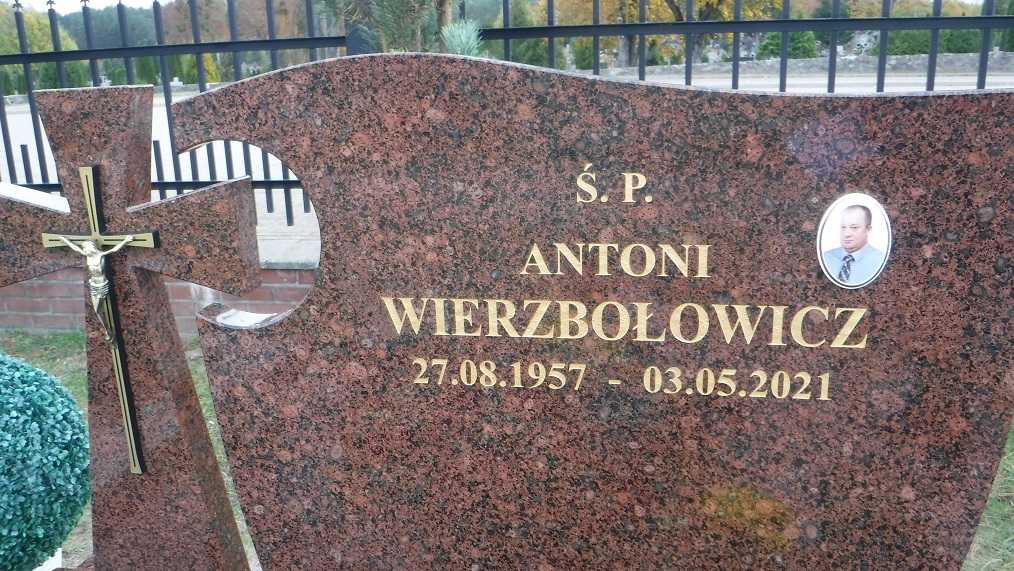 Ś. P.
ANTONI
WIERZBOŁOWICZ
27.08.1957 - 03.05.2021